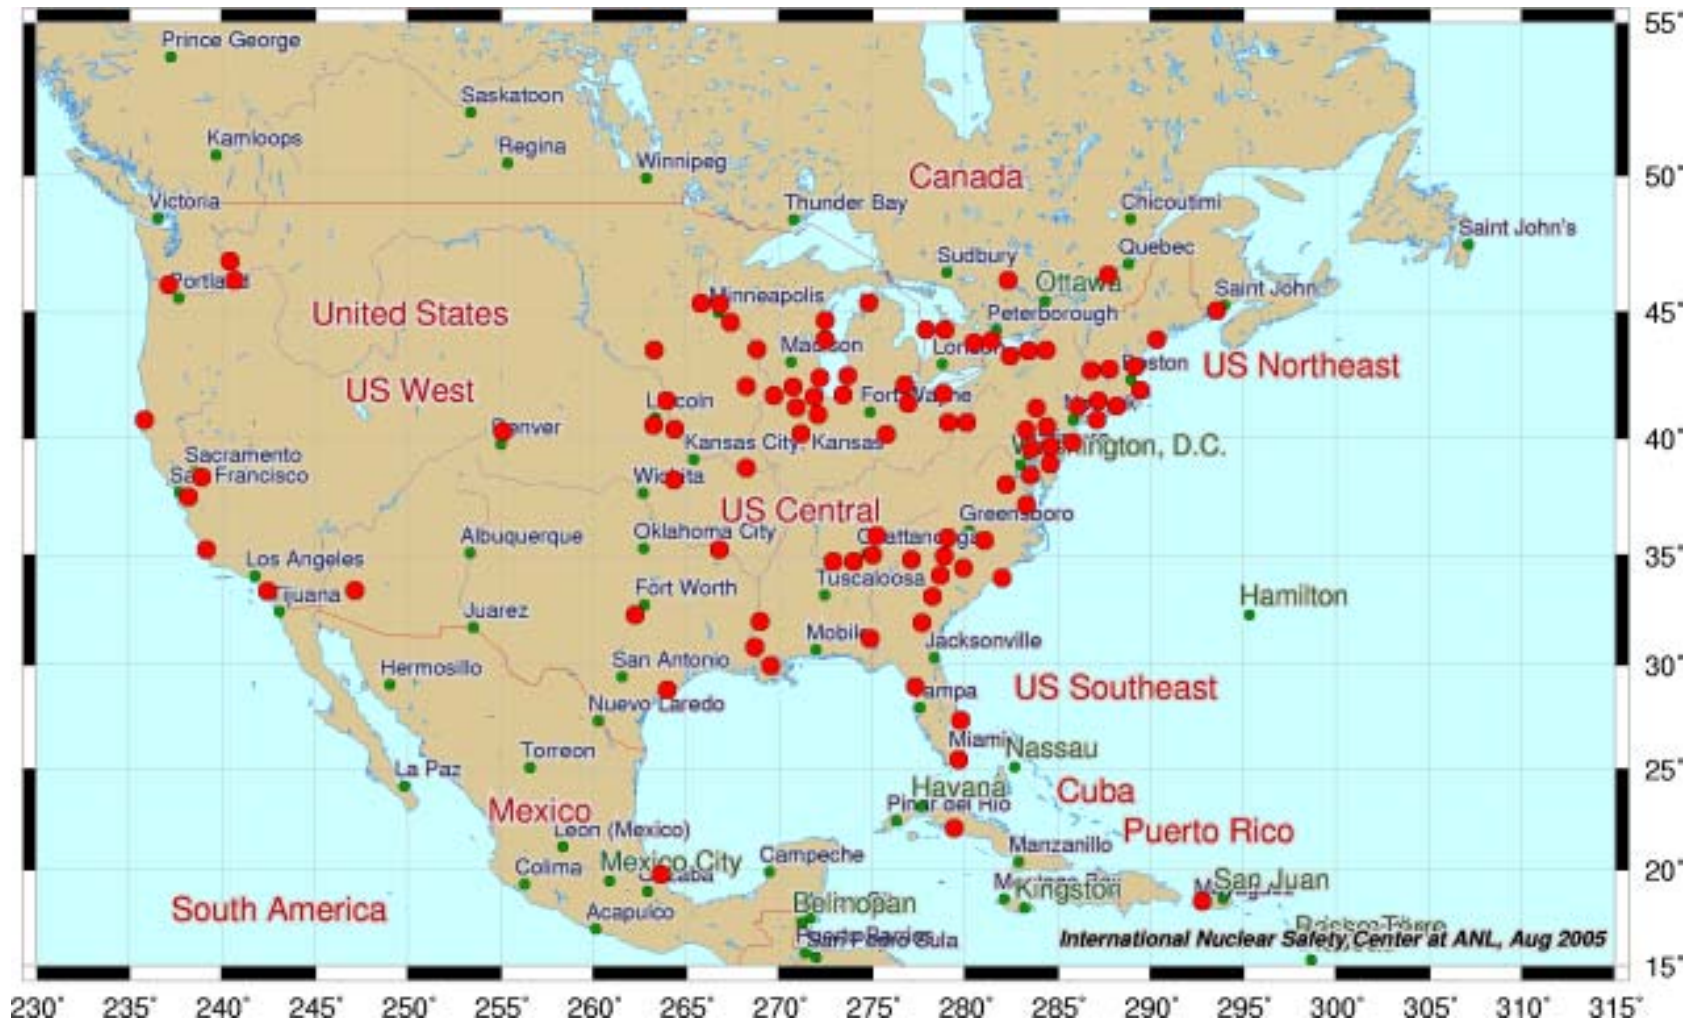 55°
Prince George
Saskatoon
Kamloops
Regina
Winnipeg
Canada
50°
Victoria
Thunder Bay
Chicoutimi
Saint John's
Quebec
Sudbury
Portland
Ottawa
Saint John
Minneapolis
United States
Peterborough
45°
Madison
London
Boston
US Northeast
US West
Fort Wayne
Lincoln
Denver
Kansas City, Kansas
40°
Washington, D.C.
Sacramento
San Francisco
Wichita
US Central
Greensboro
Albuquerque
Oklahoma City
Chattanooga
35°
Los Angeles
Tuscaloosa
Fort Worth
Tijuana
Hamilton
Juarez
Mobile
Jacksonville
Hermosillo
San Antonio
30°
US Southeast
Tampa
Nuevo Laredo
Miami
Nassau
Torreon
La Paz
25°
Havana
Cuba
Pinar del Rio
Mexico
Puerto Rico
Leon (Mexico)
Manzanillo
Mexico City
Campeche
Colima
20°
San Juan
Kingston
Belmopan
South America
Acapulco
San Pedro Sula
International Nuclear Safety Center at ANL, Aug 2005
15°
230° 235° 240° 245° 250° 255° 260° 265° 270° 275° 280° 285° 290° 295° 300° 305° 310° 315°